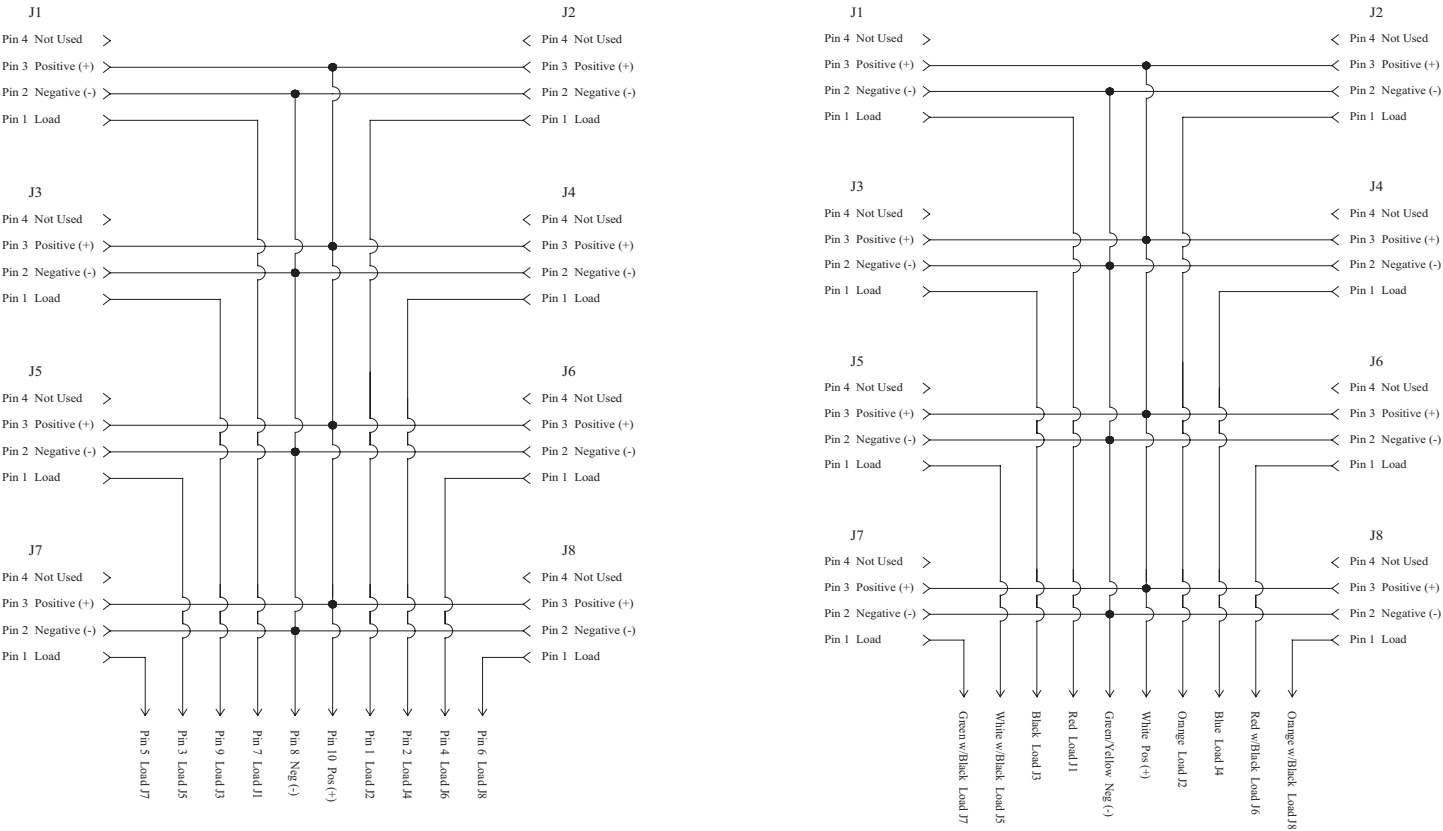 J1
Pin 4 Not Used
Pin 3 Positive (+)
Pin 2 Negative (-)
Pin 1 Load
J2
Pin 4 Not Used
Pin 3 Positive (+)
Pin 2 Negative (-)
Pin 1 Load
J3
Pin 4 Not Used
Pin 3 Positive (+)
Pin 2 Negative (-)
Pin 1 Load
J4
Pin 4 Not Used
Pin 3 Positive (+)
Pin 2 Negative (-)
Pin 1 Load
J5
Pin 4 Not Used
Pin 3 Positive (+)
Pin 2 Negative (-)
Pin 1 Load
J6
Pin 4 Not Used
Pin 3 Positive (+)
Pin 2 Negative (-)
Pin 1 Load
J7
Pin 4 Not Used
Pin 3 Positive (+)
Pin 2 Negative (-)
Pin 1 Load
J8
Pin 4 Not Used
Pin 3 Positive (+)
Pin 2 Negative (-)
Pin 1 Load
Pin 5 Load J7
Pin 3 Load J5
Pin 9 Load J3
Pin 7 Load J1
Pin 8 Neg (-)
Pin 10 Pos (+)
Pin 1 Load J2
Pin 2 Load J4
Pin 4 Load J6
Pin 6 Load J8
J1
Pin 4 Not Used
Pin 3 Positive (+)
Pin 2 Negative (-)
Pin 1 Load
J2
Pin 4 Not Used
Pin 3 Positive (+)
Pin 2 Negative (-)
Pin 1 Load
J3
Pin 4 Not Used
Pin 3 Positive (+)
Pin 2 Negative (-)
Pin 1 Load
J4
Pin 4 Not Used
Pin 3 Positive (+)
Pin 2 Negative (-)
Pin 1 Load
J5
Pin 4 Not Used
Pin 3 Positive (+)
Pin 2 Negative (-)
Pin 1 Load
J6
Pin 4 Not Used
Pin 3 Positive (+)
Pin 2 Negative (-)
Pin 1 Load
J7
Pin 4 Not Used
Pin 3 Positive (+)
Pin 2 Negative (-)
Pin 1 Load
J8
Pin 4 Not Used
Pin 3 Positive (+)
Pin 2 Negative (-)
Pin 1 Load
Green w/Black Load J7
White w/Black Load J5
Black Load J3
Red Load J1
Green/Yellow Neg (-)
White Pos (+)
Orange Load J2
Blue Load J4
Red w/Black Load J6
Orange w/Black Load J8